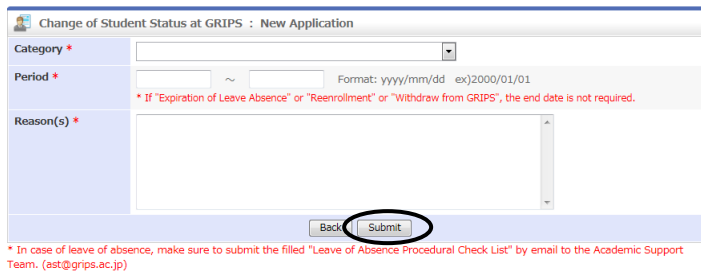 Change of Student Status at GRIPS : New Application
Category *
Period *
~ Format: yyyy/mm/dd ex)2000/01/01
* If "Expiration of Leave Absence" or "Reenrollment" or "Withdraw from GRIPS", the end date is not required.
Reason(s) *
Back Submit
* In case of leave of absence, make sure to submit the filled "Leave of Absence Procedural Check List" by email to the Academic Support
Team. (ast@grips.ac.jp)